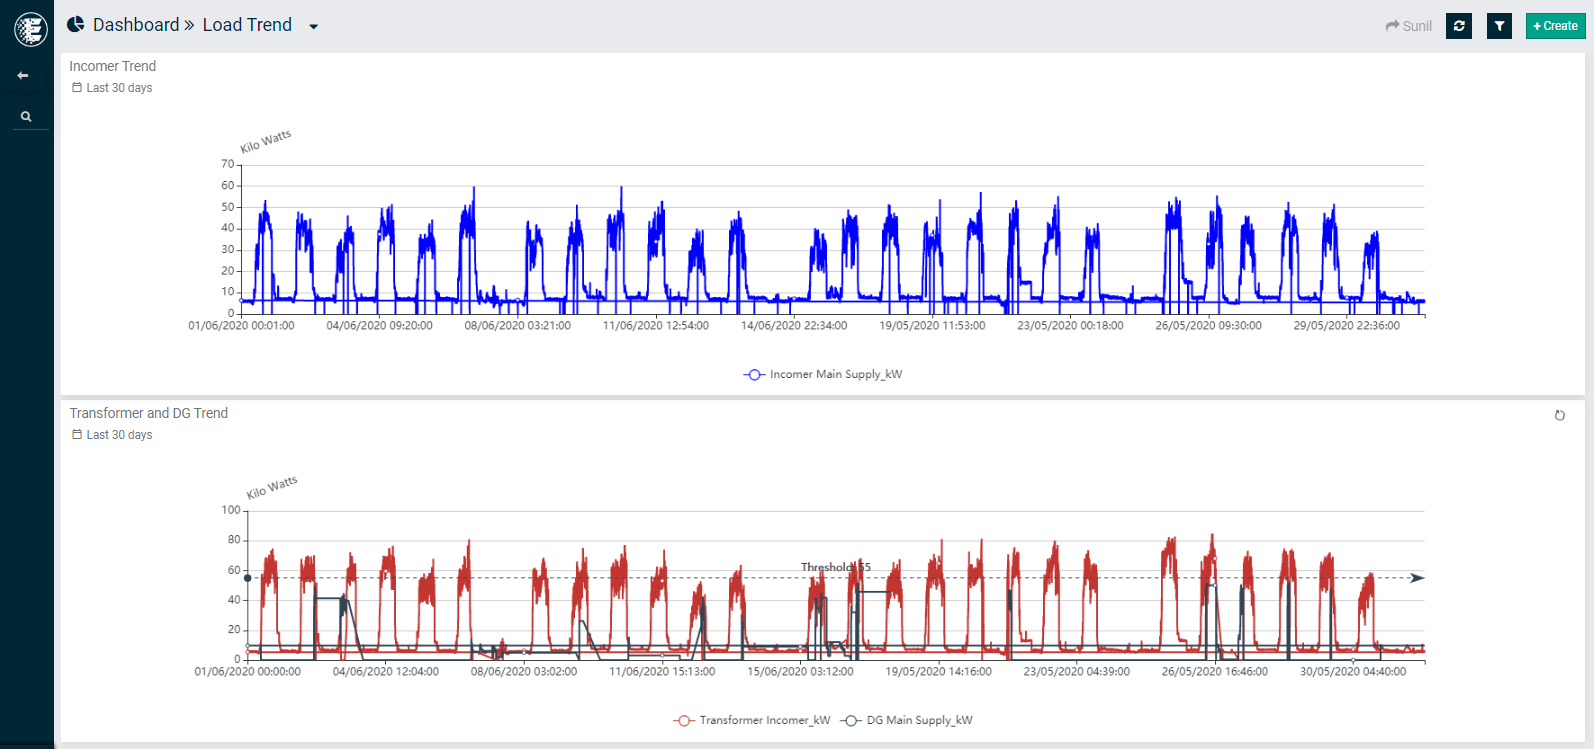 Dashboard » Load Trend
Sunil
+ Create
Incomer Trend
Last 30 days
Kilo Watts
70
60
50
40
30
20
10
0
01/06/2020 00:01:00 04/06/2020 09:20:00 08/06/2020 03:21:00 11/06/2020 12:54:00 14/06/2020 22:34:00 19/05/2020 11:53:00 23/05/2020 00:18:00 26/05/2020 09:30:00 29/05/2020 22:36:00
Incomer Main Supply_kW
Transformer and DG Trend
Last 30 days
Kilo Watts
100
80
60
Threshold 55
40
20
0
01/06/2020 00:00:00 04/06/2020 12:04:00 08/06/2020 03:02:00 11/06/2020 15:13:00 15/06/2020 03:12:00 19/05/2020 14:16:00 23/05/2020 04:39:00 26/05/2020 16:46:00 30/05/2020 04:40:00
Transformer Incomer_kW DG Main Supply_kW